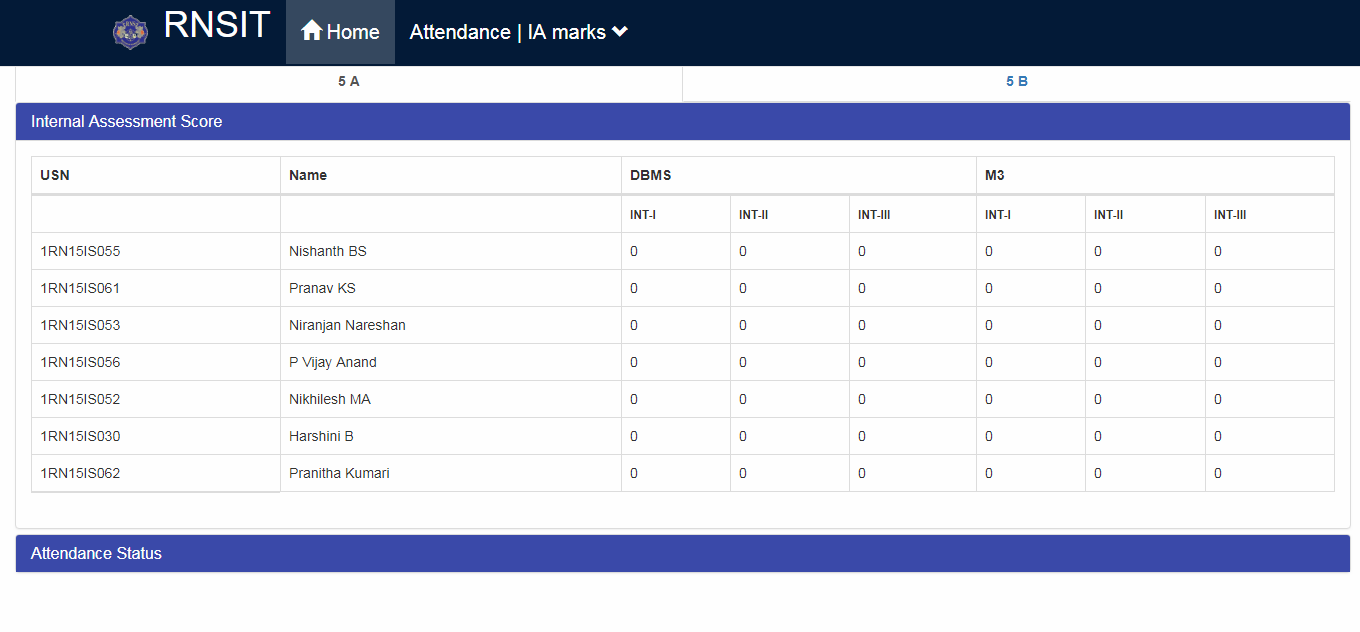 RNSIT Home Attendance | IA marks
5 A 5 B
Internal Assessment Score
USN Name DBMS M3
INT-I INT-II INT-III INT-I INT-II INT-III
1RN15IS055 Nishanth BS 0 0 0 0 0 0
1RN15IS061 Pranav KS 0 0 0 0 0 0
1RN15IS053 Niranjan Nareshan 0 0 0 0 0 0
1RN15IS056 P Vijay Anand 0 0 0 0 0 0
1RN15IS052 Nikhilesh MA 0 0 0 0 0 0
1RN15IS030 Harshini B 0 0 0 0 0 0
1RN15IS062 Pranitha Kumari 0 0 0 0 0 0
Attendance Status